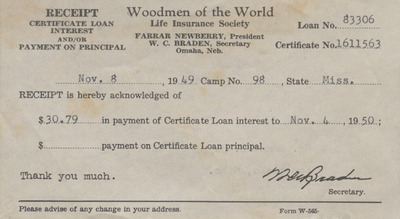 RECEIPT
CERTIFICATE LOAN
INTEREST
AND/OR
PAYMENT ON PRINCIPAL
Woodmen of the World
Life Insurance Society
FARRAR NEWBERRY, President
W. C. BRADEN, Secretary
Omaha, Neb.
Loan No. 83306
Certificate No. 1611563
Nov. 8, 1949 Camp No. 98, State Miss.
RECEIPT is hereby acknowledged of
$30.79 in payment of Certificate Loan interest to Nov. 4, 1950;
$ payment on Certificate Loan principal.
Thank you much.
W C Braden
Secretary.
Please advise of any change in your address.
Form W-565-